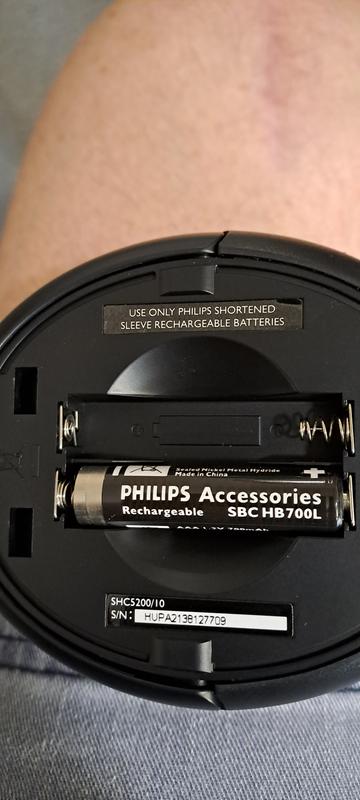 USE ONLY PHILIPS SHORTENED
SLEEVE RECHARGEABLE BATTERIES
Sealed Nickel Metal Hydride
Made in China
+
PHILIPS Accessories
Rechargeable SBC HB700L
SHC5200/10
S/N: HUPA2138127709